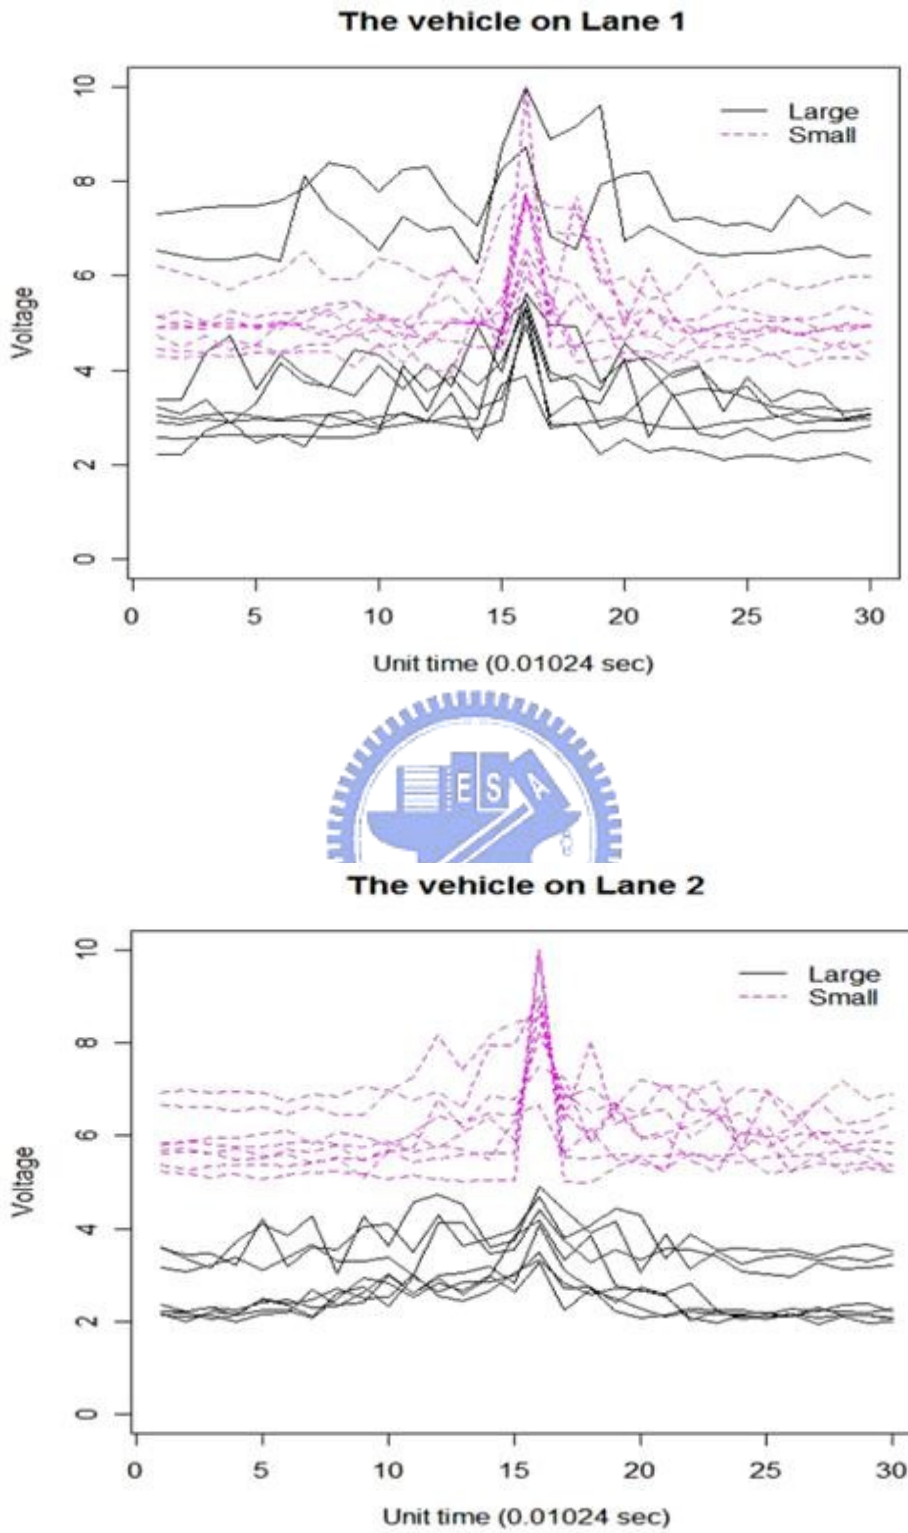 The vehicle on Lane 1
Large
Small
10
8
6
4
2
0
Voltage
0 5 10 15 20 25 30
Unit time (0.01024 sec)
E S A
The vehicle on Lane 2
Large
Small
10
8
6
4
2
0
Voltage
0 5 10 15 20 25 30
Unit time (0.01024 sec)